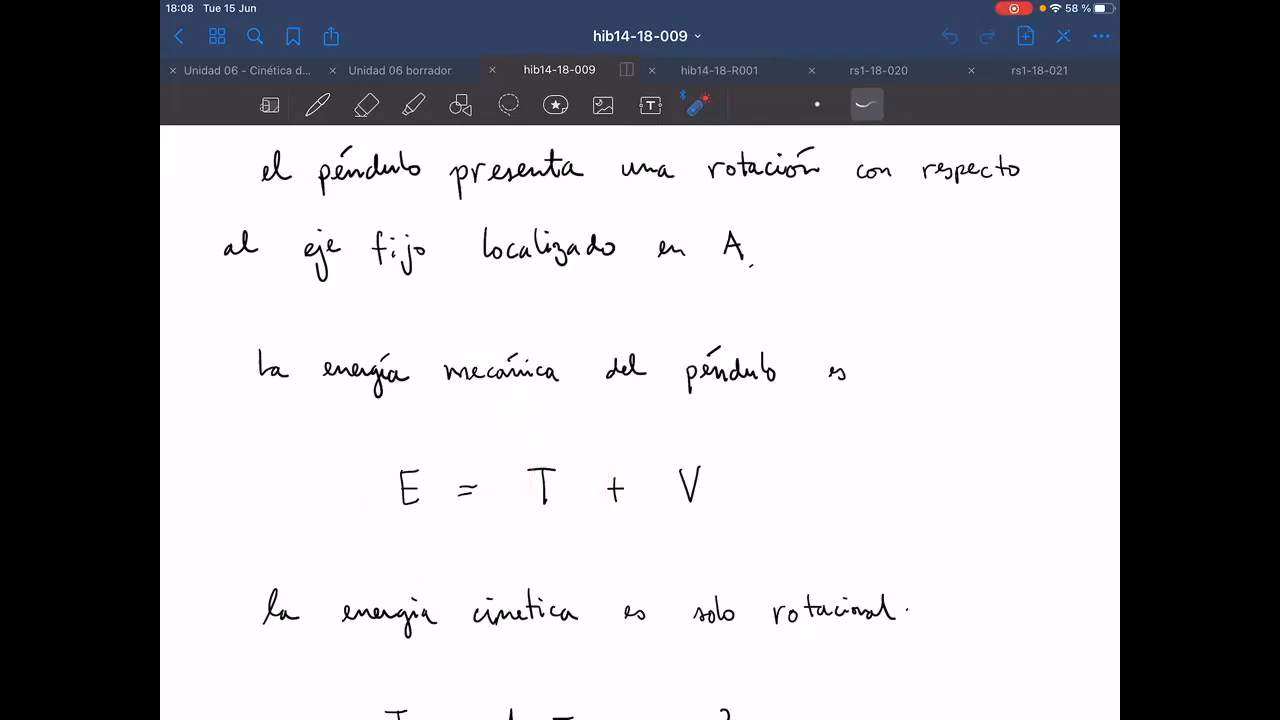 18:08 Tue 15 Jun
58 %
hib14-18-009
Unidad 06 - Cinética d...
Unidad 06 borrador
hib14-18-009
hib14-18-R001
rs1-18-020
rs1-18-021
el péndulo presenta una rotación con respecto
al eje fijo localizado en A.
la energía mecánica del péndulo es
E = T + V
la energia cinetica es solo rotacional.